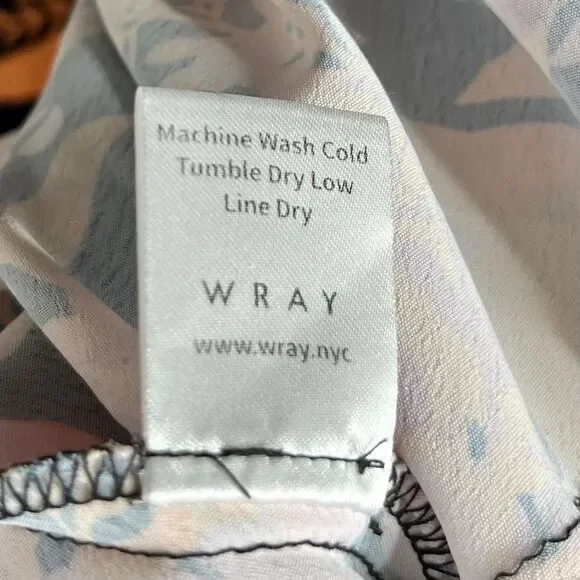 Machine Wash Cold
Tumble Dry Low
Line Dry
WRAY
www.wray.nyc